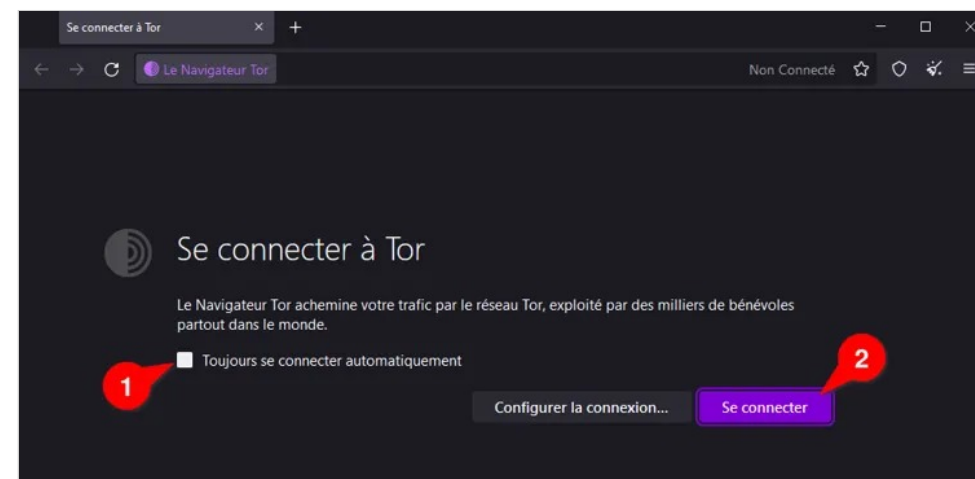 Se connecter à Tor
Le Navigateur Tor
Non Connecté
Se connecter à Tor
Le Navigateur Tor achemine votre trafic par le réseau Tor, exploité par des milliers de bénévoles
partout dans le monde.
Toujours se connecter automatiquement
1
2
Configurer la connexion...
Se connecter